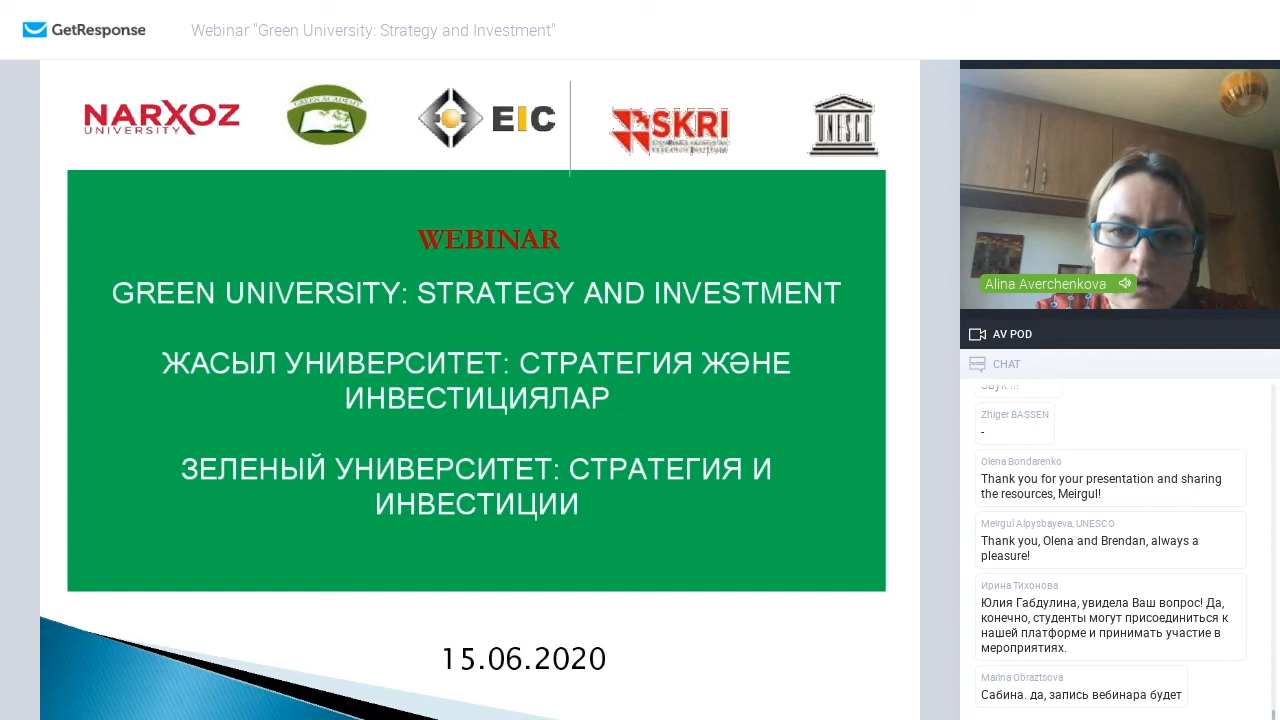 GetResponse
Webinar "Green University: Strategy and Investment"
NARXOZ
UNIVERSITY
GREEN ACADEMY
EIC
SKRI
UNESCO
WEBINAR
GREEN UNIVERSITY: STRATEGY AND INVESTMENT
ЖАСЫЛ УНИВЕРСИТЕТ: СТРАТЕГИЯ ЖӘНЕ
ИНВЕСТИЦИЯЛАР
ЗЕЛЕНЫЙ УНИВЕРСИТЕТ: СТРАТЕГИЯ И
ИНВЕСТИЦИИ
15.06.2020
Alina Averchenkova
AV POD
CHAT
Звук !!!
Zhiger BASSEN
-
Olena Bondarenko
Thank you for your presentation and sharing
the resources, Meirgul!
Meirgul Alpysbayeva, UNESCO
Thank you, Olena and Brendan, always a
pleasure!
Ирина Тихонова
Юлия Габдулина, увидела Ваш вопрос! Да,
конечно, студенты могут присоединиться к
нашей платформе и принимать участие в
мероприятиях.
Marina Obraztsova
Сабина. да, запись вебинара будет